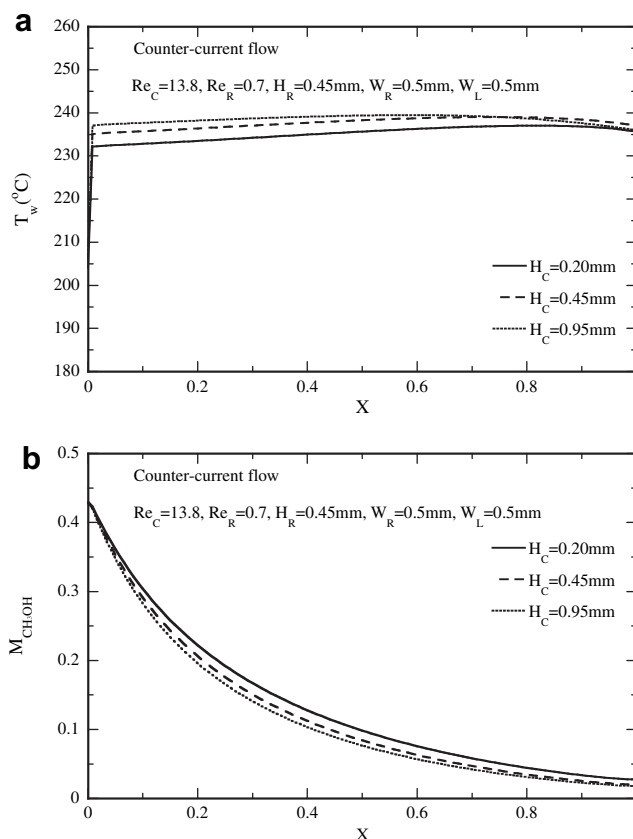 a
260
250
240
230
220
210
200
190
180
T_w(°C)
Counter-current flow
Re_C=13.8, Re_R=0.7, H_R=0.45mm, W_R=0.5mm, W_L=0.5mm
H_C=0.20mm
H_C=0.45mm
H_C=0.95mm
0 0.2 0.4 0.6 0.8
X
b
0.5
0.4
0.3
0.2
0.1
0
M_CH3OH
Counter-current flow
Re_C=13.8, Re_R=0.7, H_R=0.45mm, W_R=0.5mm, W_L=0.5mm
H_C=0.20mm
H_C=0.45mm
H_C=0.95mm
0 0.2 0.4 0.6 0.8
X